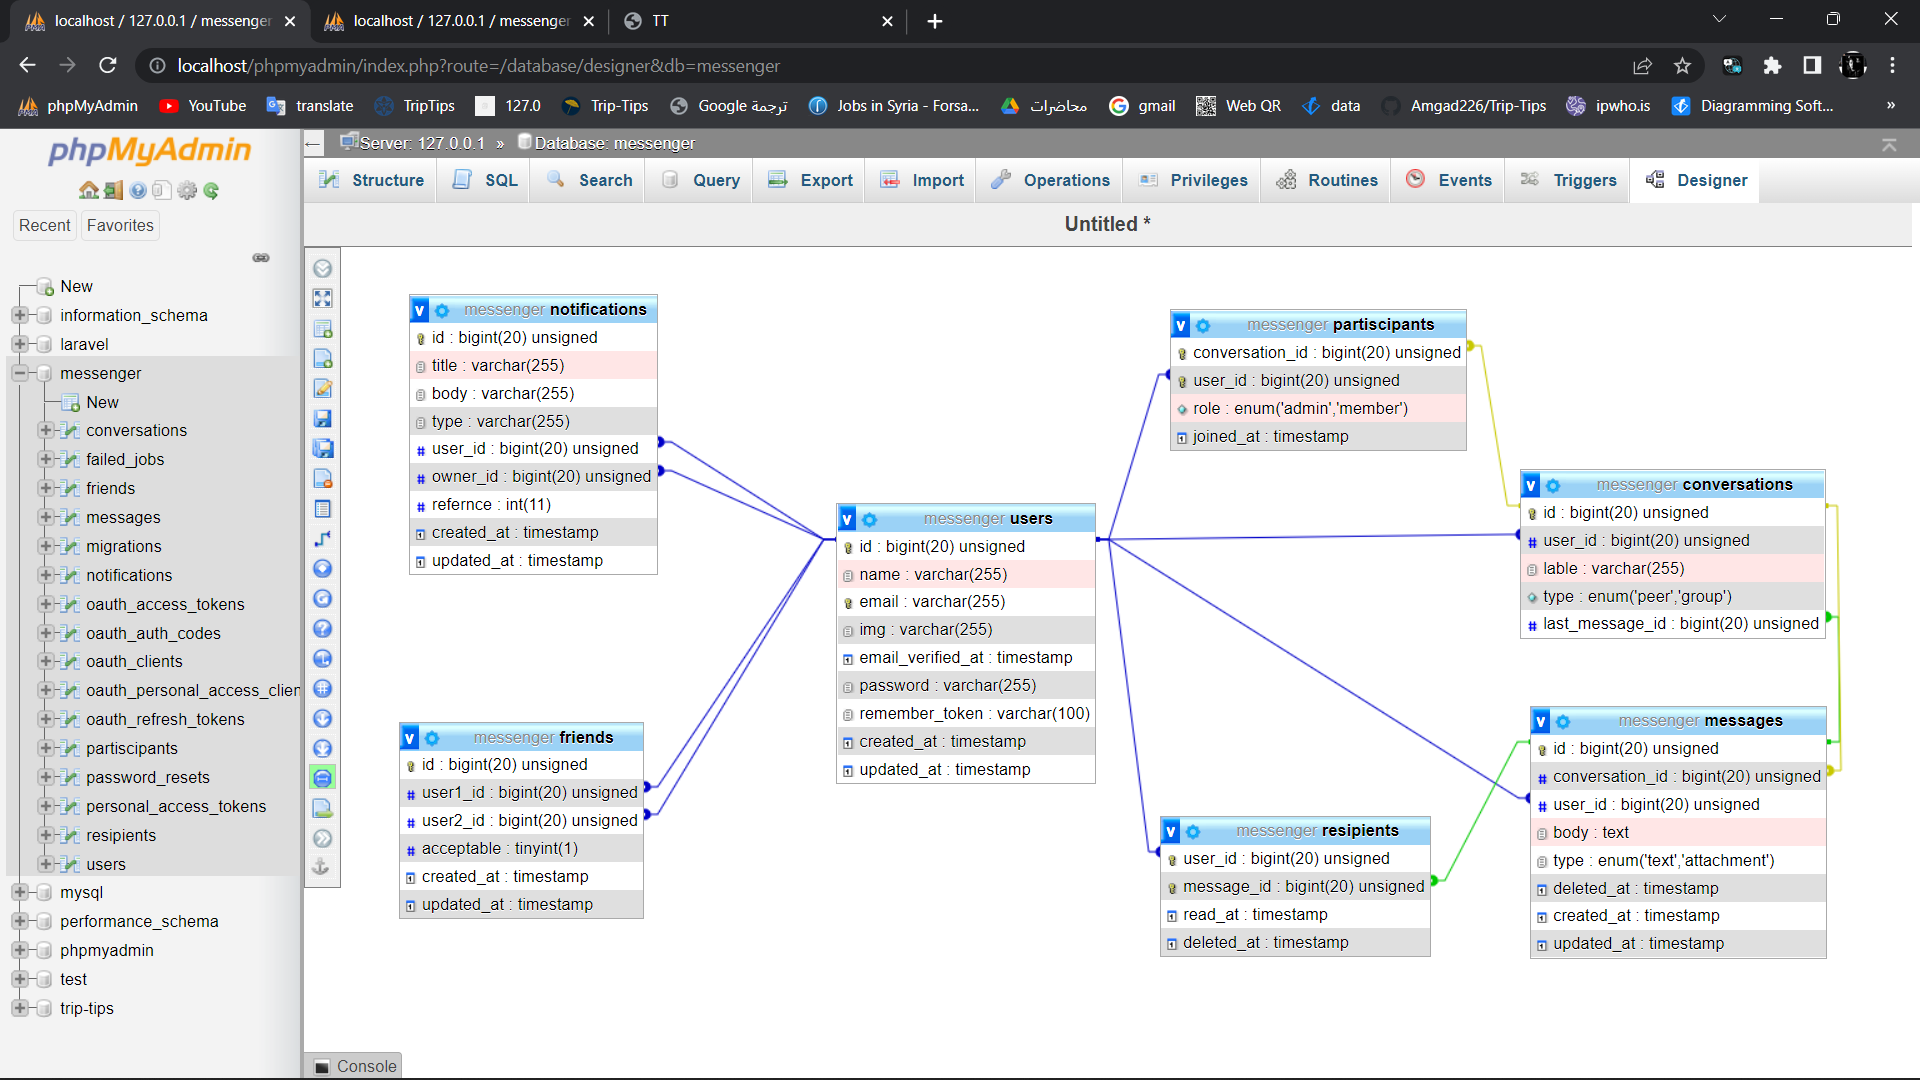 localhost / 127.0.0.1 / messenger
localhost / 127.0.0.1 / messenger
TT
localhost/phpmyadmin/index.php?route=/database/designer&db=messenger
phpMyAdmin
YouTube
translate
TripTips
127.0
Trip-Tips
ترجمة Google
Jobs in Syria - Forsa...
محاضرات
gmail
Web QR
data
Amgad226/Trip-Tips
ipwho.is
Diagramming Soft...
»
phpMyAdmin
Recent
Favorites
New
information_schema
laravel
messenger
New
conversations
failed_jobs
friends
messages
migrations
notifications
oauth_access_tokens
oauth_auth_codes
oauth_clients
oauth_personal_access_clien
oauth_refresh_tokens
partiscipants
password_resets
personal_access_tokens
resipients
users
mysql
performance_schema
phpmyadmin
test
trip-tips
Server: 127.0.0.1 » Database: messenger
Structure
SQL
Search
Query
Export
Import
Operations
Privileges
Routines
Events
Triggers
Designer
Untitled *
v messenger notifications
id : bigint(20) unsigned
title : varchar(255)
body : varchar(255)
type : varchar(255)
user_id : bigint(20) unsigned
owner_id : bigint(20) unsigned
refernce : int(11)
created_at : timestamp
updated_at : timestamp
v messenger friends
id : bigint(20) unsigned
user1_id : bigint(20) unsigned
user2_id : bigint(20) unsigned
acceptable : tinyint(1)
created_at : timestamp
updated_at : timestamp
v messenger users
id : bigint(20) unsigned
name : varchar(255)
email : varchar(255)
img : varchar(255)
email_verified_at : timestamp
password : varchar(255)
remember_token : varchar(100)
created_at : timestamp
updated_at : timestamp
v messenger partiscipants
conversation_id : bigint(20) unsigned
user_id : bigint(20) unsigned
role : enum('admin','member')
joined_at : timestamp
v messenger conversations
id : bigint(20) unsigned
user_id : bigint(20) unsigned
lable : varchar(255)
type : enum('peer','group')
last_message_id : bigint(20) unsigned
v messenger resipients
user_id : bigint(20) unsigned
message_id : bigint(20) unsigned
read_at : timestamp
deleted_at : timestamp
v messenger messages
id : bigint(20) unsigned
conversation_id : bigint(20) unsigned
user_id : bigint(20) unsigned
body : text
type : enum('text','attachment')
deleted_at : timestamp
created_at : timestamp
updated_at : timestamp
Console